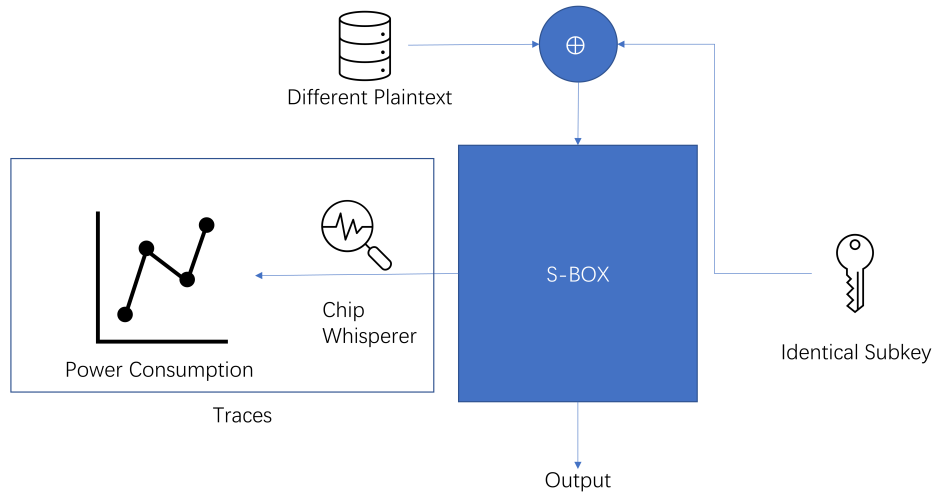 ⊕
Different Plaintext
S-BOX
Chip
Whisperer
Identical Subkey
Power Consumption
Traces
Output